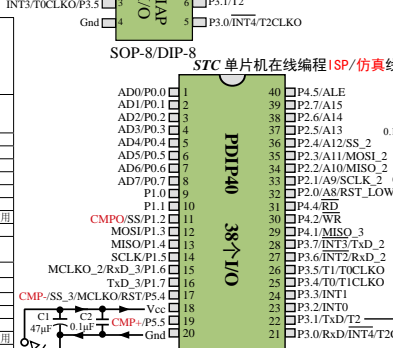 INT3/T0CLKO/P3.5 3 6 P3.1/T2
Gnd 4 5 P3.0/INT4/T2CLKO
IAP
I/O
SOP-8/DIP-8
STC 单片机在线编程ISP/仿真线
AD0/P0.0 1 40 P4.5/ALE
AD1/P0.1 2 39 P2.7/A15
AD2/P0.2 3 38 P2.6/A14
AD3/P0.3 4 37 P2.5/A13 0.
AD4/P0.4 5 36 P2.4/A12/SS_2
AD5/P0.5 6 35 P2.3/A11/MOSI_2
AD6/P0.6 7 34 P2.2/A10/MISO_2
AD7/P0.7 8 33 P2.1/A9/SCLK_2
P1.0 9 32 P2.0/A8/RST_LOW
P1.1 10 31 P4.4/RD
CMPO/SS/P1.2 11 30 P4.2/WR
MOSI/P1.3 12 29 P4.1/MISO_3
MISO/P1.4 13 28 P3.7/INT3/TxD_2
SCLK/P1.5 14 27 P3.6/INT2/RxD_2
MCLKO_2/RxD_3/P1.6 15 26 P3.5/T1/T0CLKO
TxD_3/P1.7 16 25 P3.4/T0/T1CLKO
CMP-/SS_3/MCLKO/RST/P5.4 17 24 P3.3/INT1
Vcc 18 23 P3.2/INT0
CMP+/P5.5 19 22 P3.1/TxD/T2
Gnd 20 21 P3.0/RxD/INT4/T2C
PDIP40 38个I/O
C1 C2
47μF 0.1μF
用
用